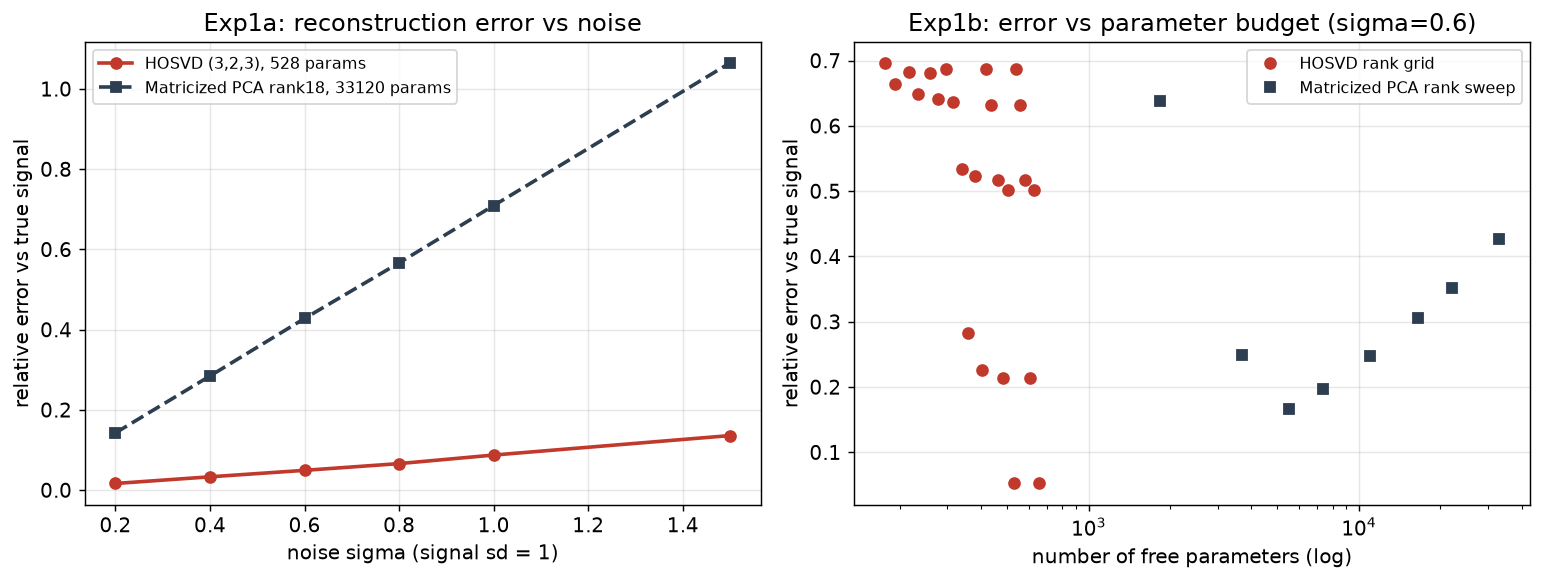 Exp1a: reconstruction error vs noise
HOSVD (3,2,3), 528 params
Matricized PCA rank18, 33120 params
relative error vs true signal
1.0
0.8
0.6
0.4
0.2
0.0
0.2 0.4 0.6 0.8 1.0 1.2 1.4
noise sigma (signal sd = 1)
Exp1b: error vs parameter budget (sigma=0.6)
HOSVD rank grid
Matricized PCA rank sweep
relative error vs true signal
0.7
0.6
0.5
0.4
0.3
0.2
0.1
10³ 10⁴
number of free parameters (log)